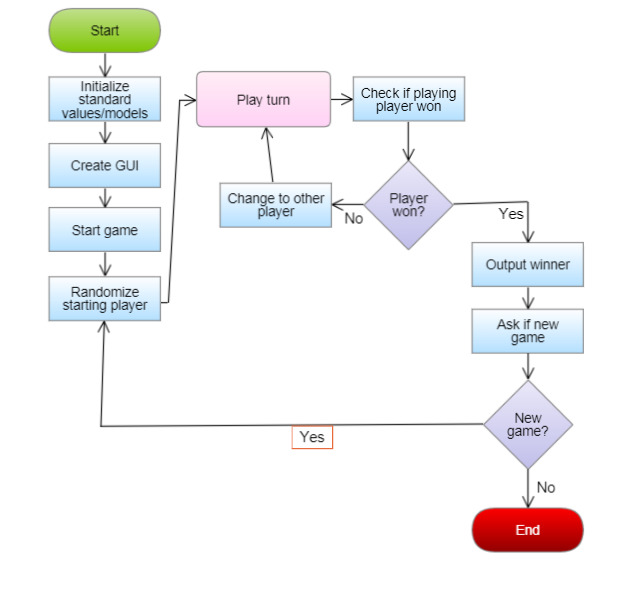 Start
Initialize
standard
values/models
Create GUI
Start game
Randomize
starting player
Play turn
Check if playing
player won
Change to other
player
No
Player
won?
Yes
Output winner
Ask if new
game
New
game?
Yes
No
End